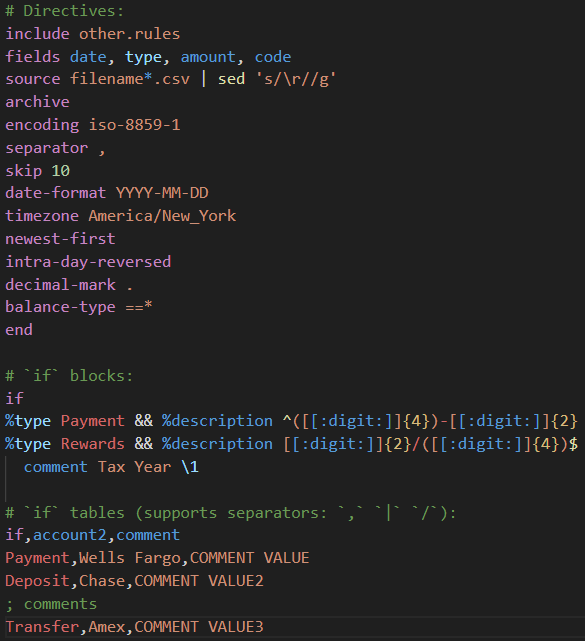 # Directives:
include other.rules
fields date, type, amount, code
source filename*.csv | sed 's/\r//g'
archive
encoding iso-8859-1
separator ,
skip 10
date-format YYYY-MM-DD
timezone America/New_York
newest-first
intra-day-reversed
decimal-mark .
balance-type ==*
end

# `if` blocks:
if
%type Payment && %description ^([[:digit:]]{4})-[[:digit:]]{2}
%type Rewards && %description [[:digit:]]{2}/([[:digit:]]{4})$
  comment Tax Year \1

# `if` tables (supports separators: `,` `|` `/`):
if,account2,comment
Payment,Wells Fargo,COMMENT VALUE
Deposit,Chase,COMMENT VALUE2
; comments
Transfer,Amex,COMMENT VALUE3